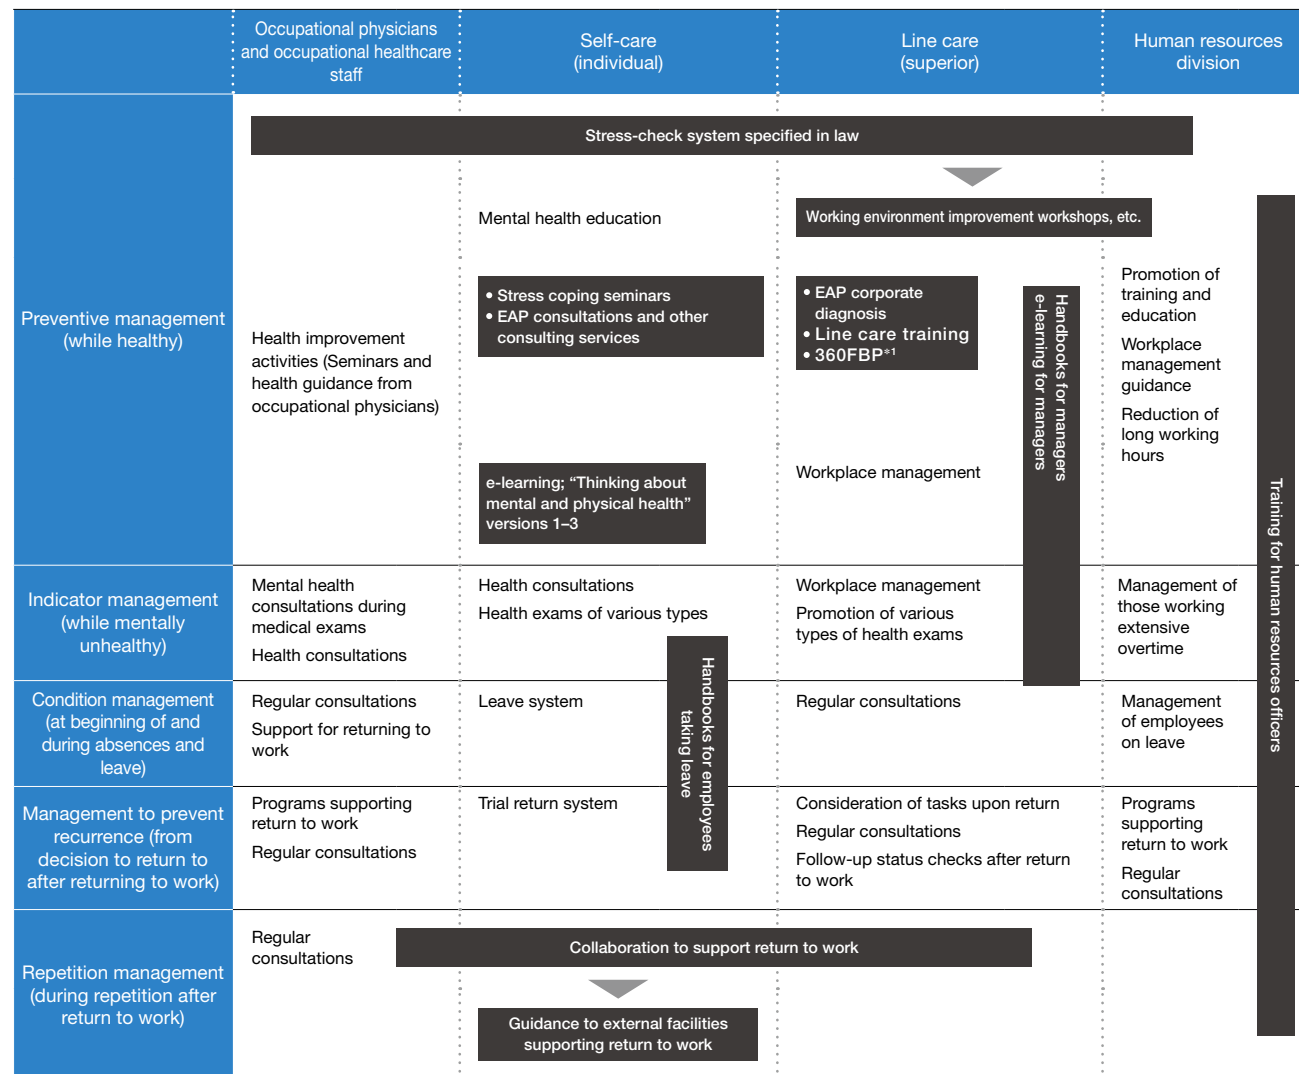 Occupational physicians
and occupational healthcare
staff
Self-care
(individual)
Line care
(superior)
Human resources
division
Preventive management
(while healthy)
Stress-check system specified in law
Health improvement
activities (Seminars and
health guidance from
occupational physicians)
Mental health education
• Stress coping seminars
• EAP consultations and other
consulting services
e-learning; “Thinking about
mental and physical health”
versions 1–3
Working environment improvement workshops, etc.
• EAP corporate
diagnosis
• Line care training
• 360FBP*1
Workplace management
Handbooks for managers
e-learning for managers
Promotion of
training and
education
Workplace
management
guidance
Reduction of
long working
hours
Training for human resources officers
Indicator management
(while mentally
unhealthy)
Mental health
consultations during
medical exams
Health consultations
Health consultations
Health exams of various types
Workplace management
Promotion of various
types of health exams
Management of
those working
extensive
overtime
Handbooks for employees
taking leave
Condition management
(at beginning of and
during absences and
leave)
Regular consultations
Support for returning to
work
Leave system
Regular consultations
Management
of employees
on leave
Management to prevent
recurrence (from
decision to return to
after returning to work)
Programs supporting
return to work
Regular consultations
Trial return system
Consideration of tasks upon return
Regular consultations
Follow-up status checks after return
to work
Programs
supporting
return to work
Regular
consultations
Repetition management
(during repetition after
return to work)
Regular
consultations
Collaboration to support return to work
Guidance to external facilities
supporting return to work